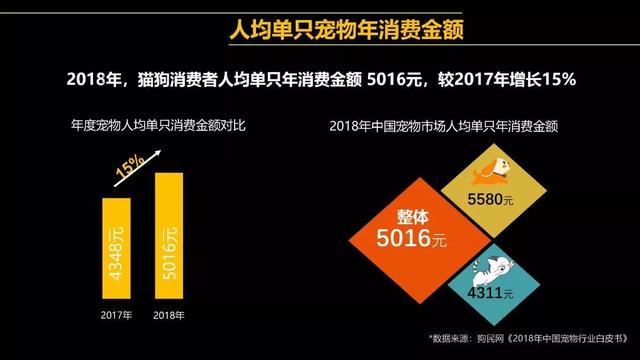 人均单只宠物年消费金额
2018年，猫狗消费者人均单只年消费金额 5016元，较2017年增长15%
年度宠物人均单只消费金额对比
15%
4348元
5016元
2017年
2018年
2018年中国宠物市场人均单只年消费金额
5580元
整体
5016元
4311元
*数据来源：狗民网《2018年中国宠物行业白皮书》